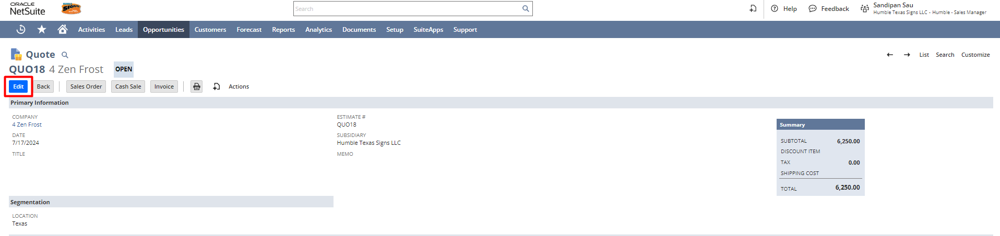 ORACLE
NetSuite
Search
Help
Feedback
Sandipan Sau
Humble Texas Signs LLC - Humble - Sales Manager
Activities Leads Opportunities Customers Forecast Reports Analytics Documents Setup SuiteApps Support
Quote
List Search Customize
QUO18 4 Zen Frost OPEN
Edit Back Sales Order Cash Sale Invoice Actions
Primary Information
COMPANY
4 Zen Frost
DATE
7/17/2024
TITLE
ESTIMATE #
QUO18
SUBSIDIARY
Humble Texas Signs LLC
MEMO
Summary
SUBTOTAL 6,250.00
DISCOUNT ITEM
TAX 0.00
SHIPPING COST
TOTAL 6,250.00
Segmentation
LOCATION
Texas